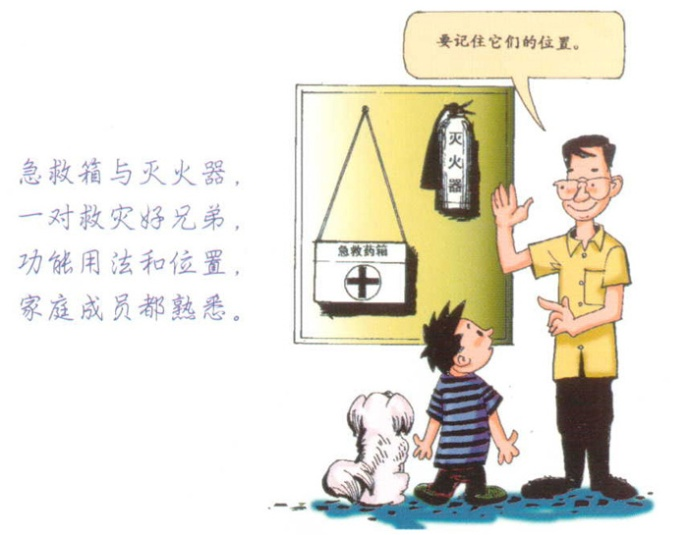 要记住它们的位置。
灭火器
急救药箱
急救箱与灭火器，
一对救灾好兄弟，
功能用法和位置，
家庭成员都熟悉。